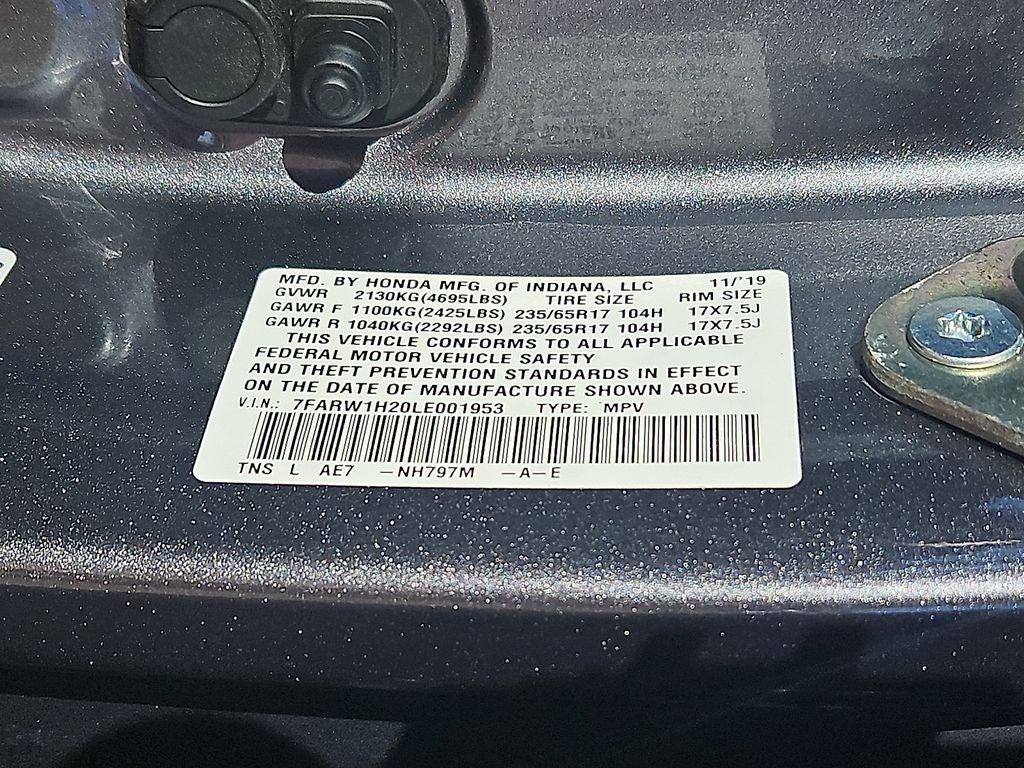 MFD. BY HONDA MFG. OF INDIANA, LLC 11/'19
GVWR 2130KG(4695LBS) TIRE SIZE RIM SIZE
GAWR F 1100KG(2425LBS) 235/65R17 104H 17X7.5J
GAWR R 1040KG(2292LBS) 235/65R17 104H 17X7.5J
THIS VEHICLE CONFORMS TO ALL APPLICABLE
FEDERAL MOTOR VEHICLE SAFETY
AND THEFT PREVENTION STANDARDS IN EFFECT
ON THE DATE OF MANUFACTURE SHOWN ABOVE.
V.I.N.: 7FARW1H20LE001953 TYPE: MPV
TNS L AE7 -NH797M -A-E